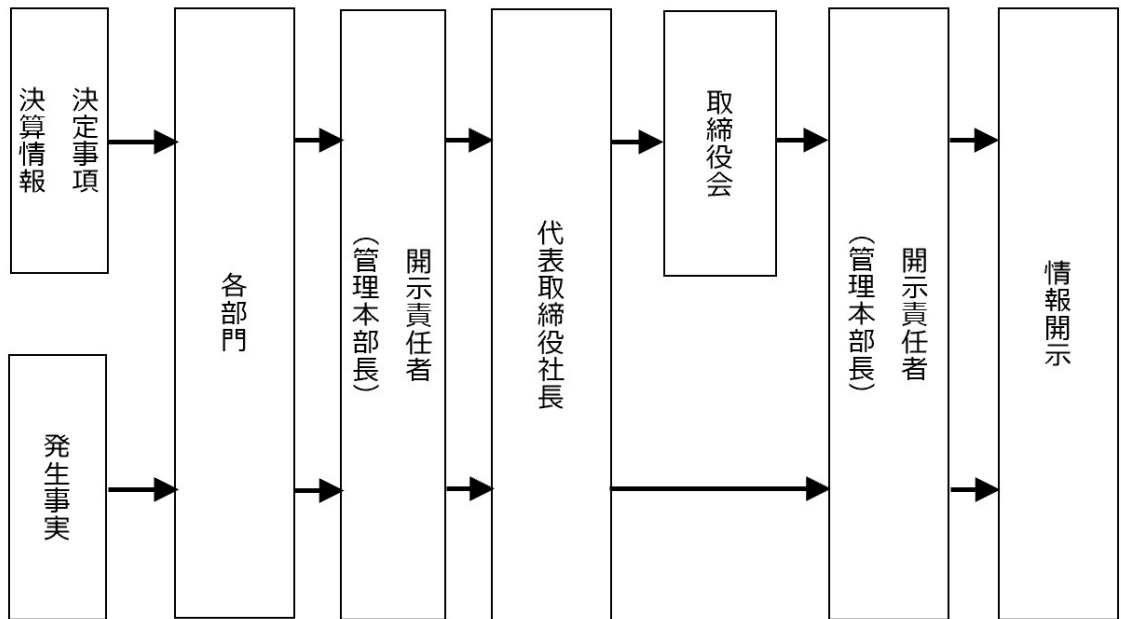 決定事項
決算情報
発生事実
各部門
開示責任者
（管理本部長）
代表取締役社長
取締役会
開示責任者
（管理本部長）
情報開示